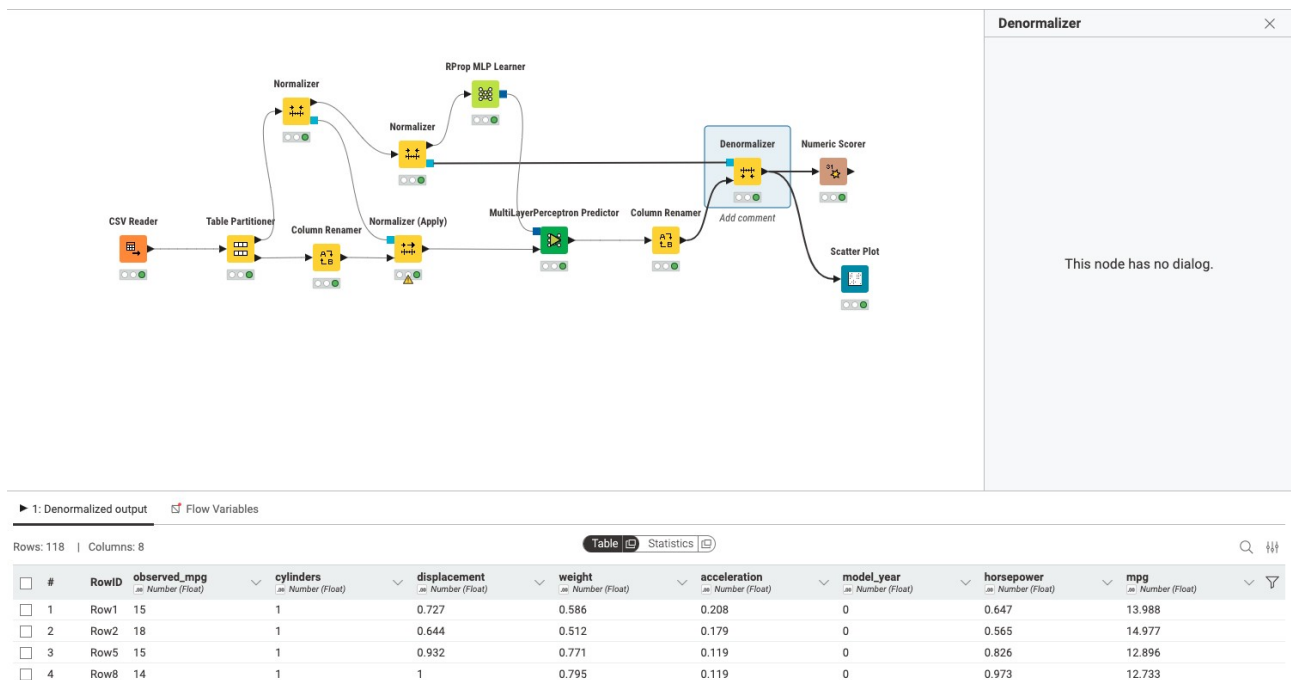 Denormalizer
RProp MLP Learner
Normalizer
Normalizer
Denormalizer
Numeric Scorer
CSV Reader
Table Partitioner
Column Renamer
Normalizer (Apply)
MultiLayerPerceptron Predictor
Column Renamer
Add comment
Scatter Plot
This node has no dialog.
1: Denormalized output Flow Variables
Rows: 118 | Columns: 8 Table Statistics
# RowID observed_mpg cylinders displacement weight acceleration model_year horsepower mpg
Number (Float) Number (Float) Number (Float) Number (Float) Number (Float) Number (Float) Number (Float) Number (Float)
1 Row1 15 1 0.727 0.586 0.208 0 0.647 13.988
2 Row2 18 1 0.644 0.512 0.179 0 0.565 14.977
3 Row5 15 1 0.932 0.771 0.119 0 0.826 12.896
4 Row8 14 1 1 0.795 0.119 0 0.973 12.733